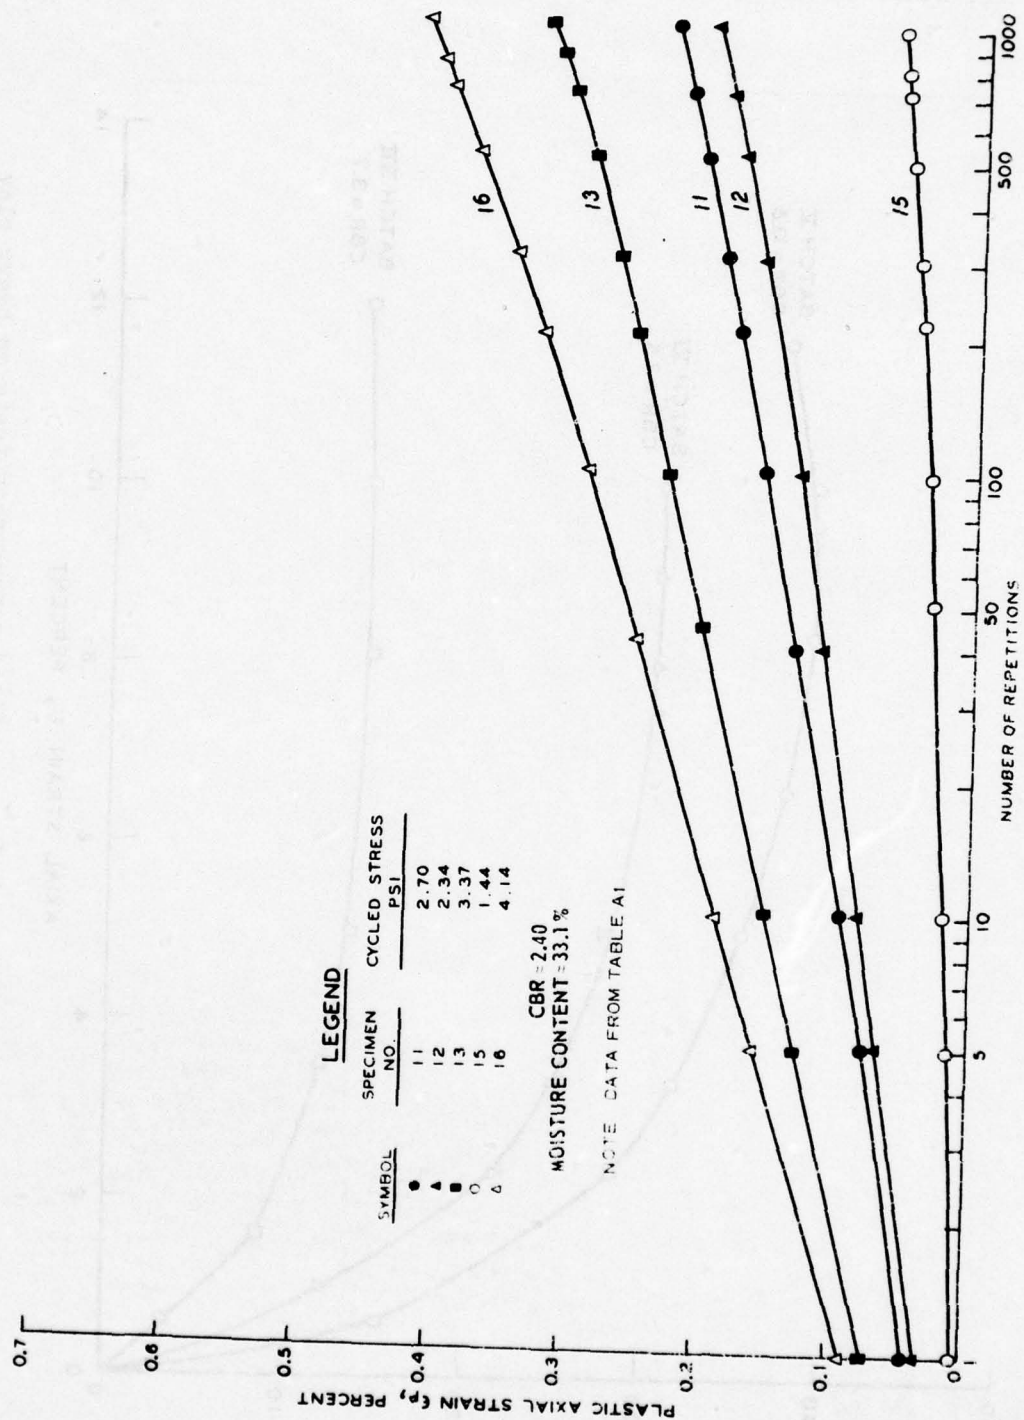 PLASTIC AXIAL STRAIN ϵp, PERCENT
0.7
0.6
0.5
0.4
0.3
0.2
0.1
0
LEGEND
SYMBOL SPECIMEN NO. CYCLED STRESS PSI
● 11 2.70
▲ 12 2.34
■ 13 3.37
○ 15 1.44
△ 16 4.14
CBR = 2.40
MOISTURE CONTENT = 33.1%
NOTE DATA FROM TABLE A1
16
13
11
12
15
1 5 10 50 100 500 1000
NUMBER OF REPETITIONS